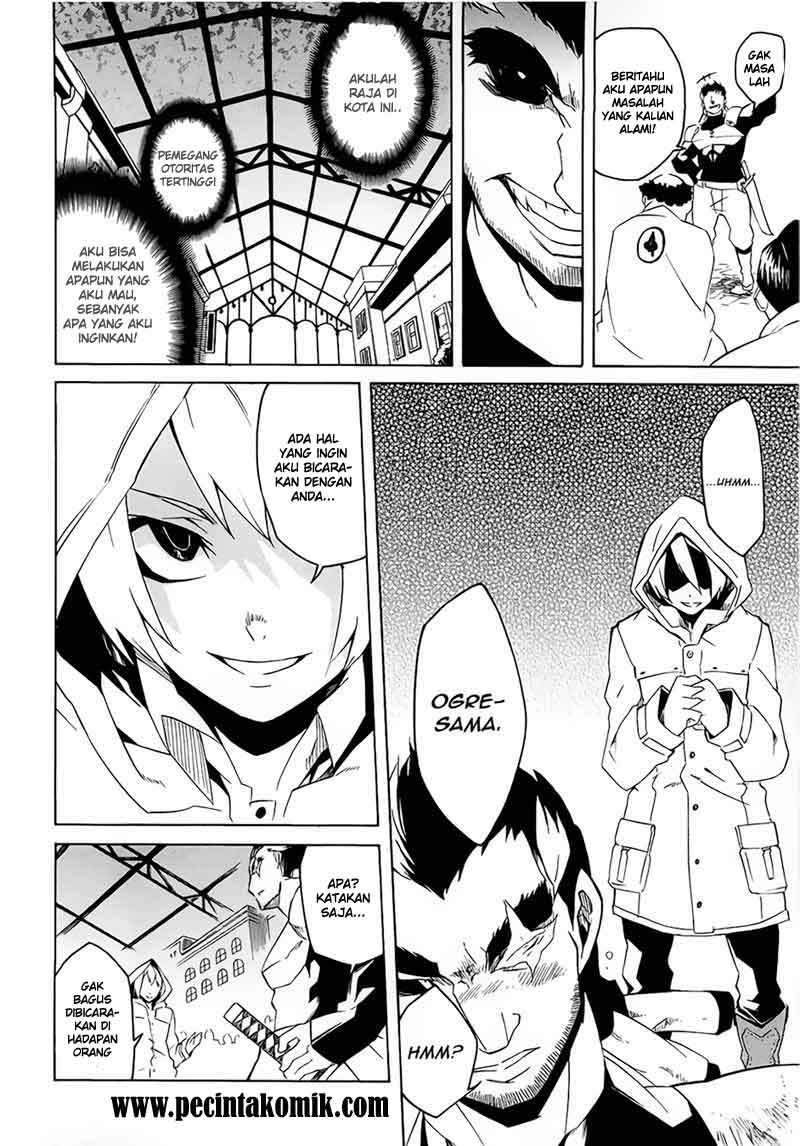 GAK
MASA
LAH
BERITAHU
AKU APAPUN
MASALAH
YANG KALIAN
ALAMI!
AKULAH
RAJA DI
KOTA INI..
PEMEGANG
OTORITAS
TERTINGGI
AKU BISA
MELAKUKAN
APAPUN YANG
AKU MAU,
SEBANYAK
APA YANG AKU
INGINKAN!
...UHMM...
OGRE-
SAMA.
HMM?
ADA HAL
YANG INGIN
AKU BICARA-
KAN DENGAN
ANDA...
APA?
KATAKAN
SAJA...
GAK
BAGUS
DIBICARA-
KAN DI
HADAPAN
ORANG
www.pecintakomik.com